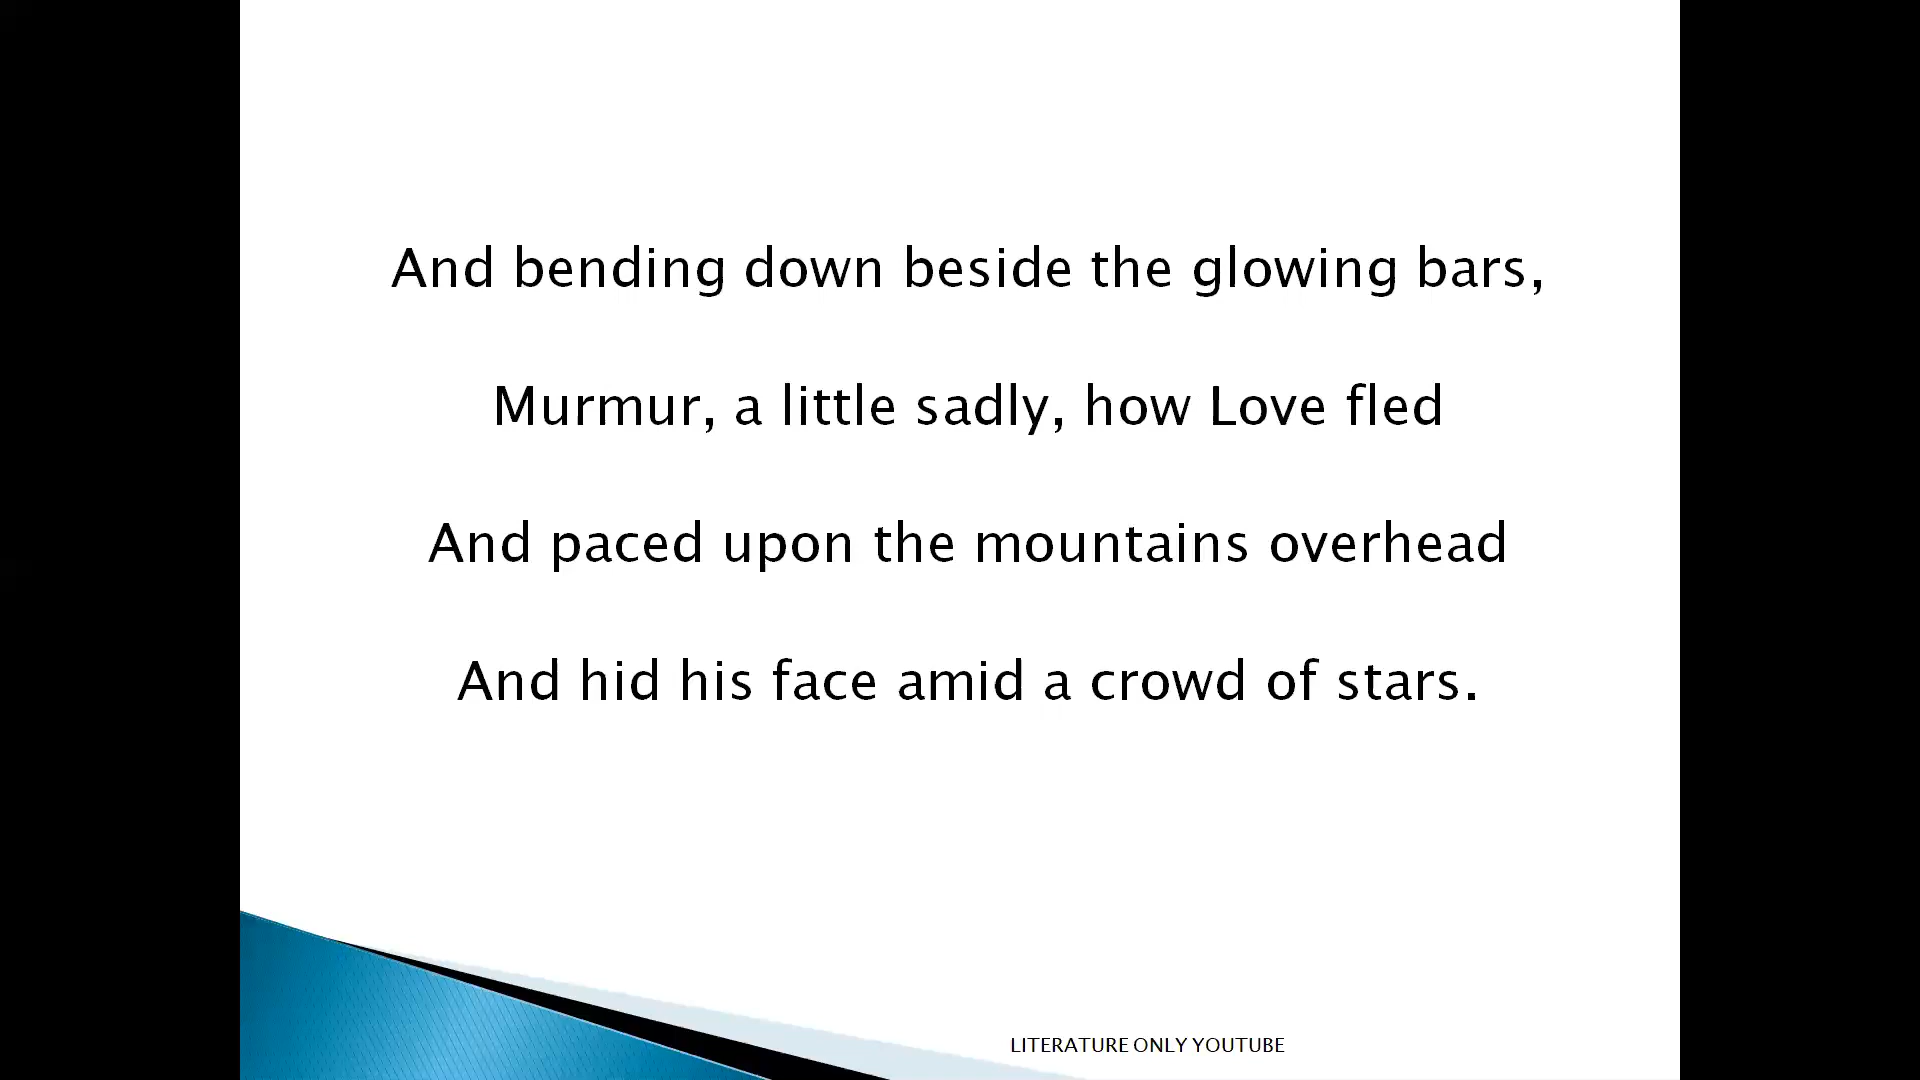 And bending down beside the glowing bars,
Murmur, a little sadly, how Love fled
And paced upon the mountains overhead
And hid his face amid a crowd of stars.
LITERATURE ONLY YOUTUBE